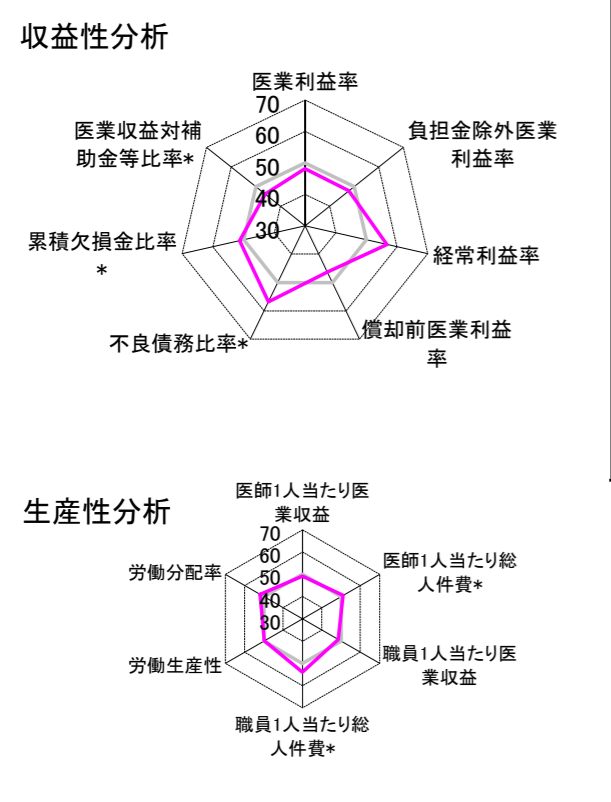 収益性分析
医業利益率
70
60
50
40
30
負担金除外医業
利益率
経常利益率
償却前医業利益
率
不良債務比率*
累積欠損金比率
*
医業収益対補
助金等比率*
生産性分析
医師1人当たり医
業収益
70
60
50
40
30
医師1人当たり総
人件費*
職員1人当たり医
業収益
職員1人当たり総
人件費*
労働生産性
労働分配率